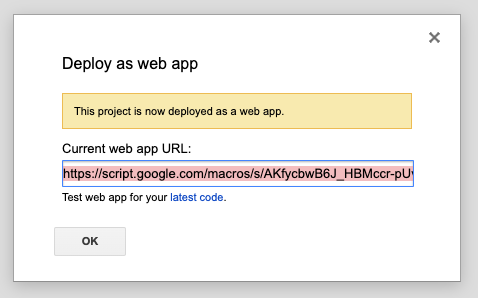 Deploy as web app
This project is now deployed as a web app.
Current web app URL:
https://script.google.com/macros/s/AKfycbwB6J_HBMccr-pU
Test web app for your latest code.
OK